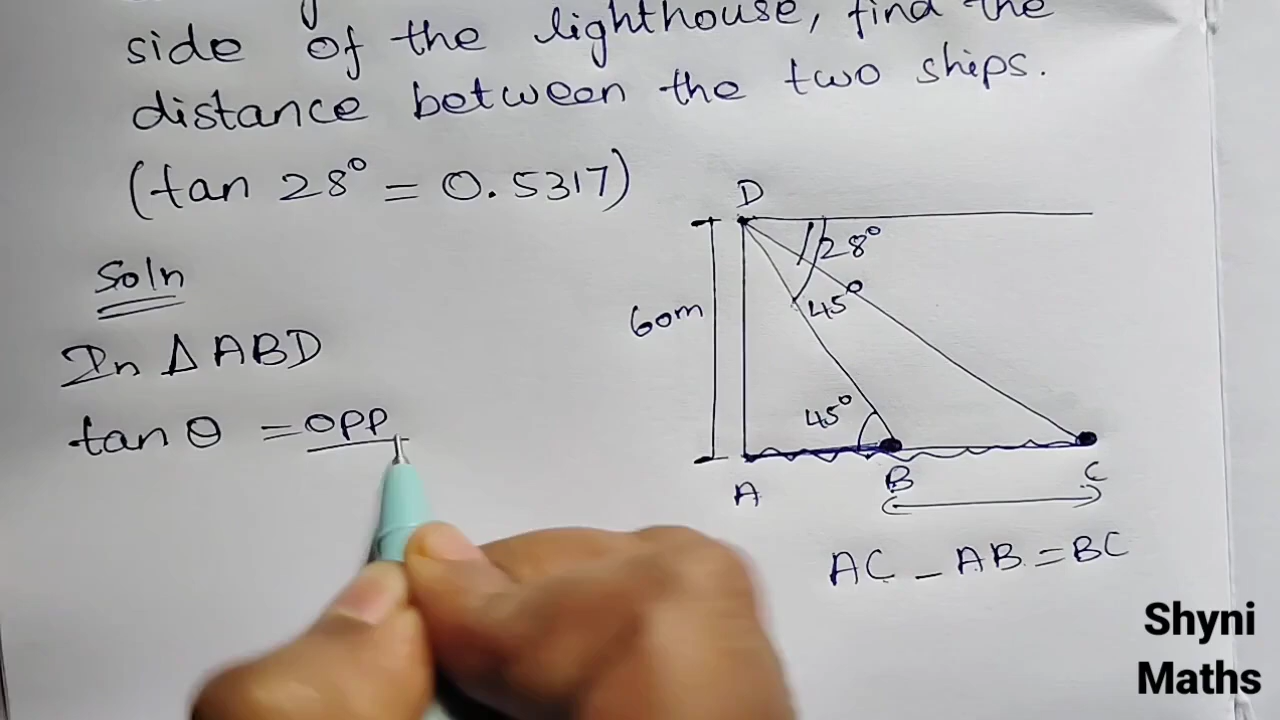 side of the lighthouse, find the
distance between the two ships.
(tan 28° = 0.5317)
Soln
In Δ ABD
tan θ = opp
D
28°
45°
60m
45°
A
B
C
AC - AB = BC
Shyni
Maths